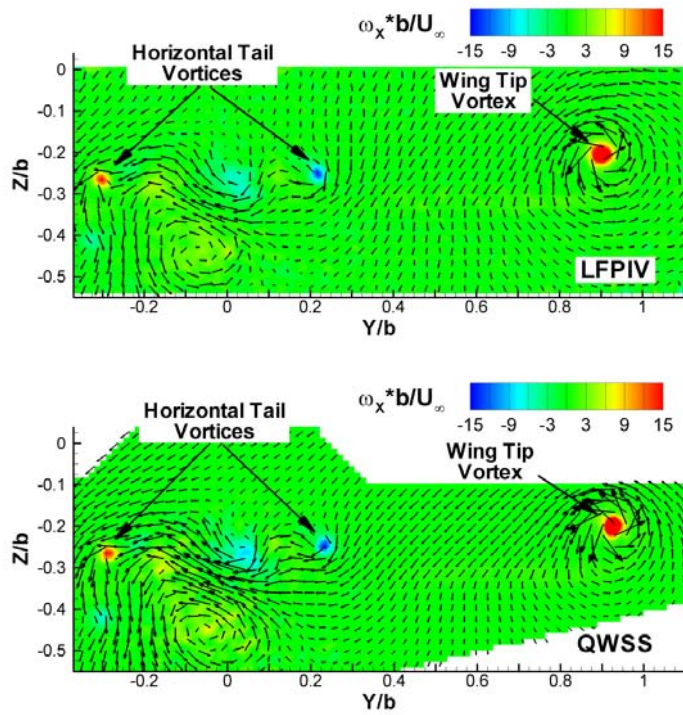 ωx*b/U∞
-15 -9 -3 3 9 15
Horizontal Tail
Vortices
Wing Tip
Vortex
0
-0.1
-0.2
-0.3
-0.4
-0.5
Z/b
LFPIV
-0.2 0 0.2 0.4 0.6 0.8 1
Y/b
ωx*b/U∞
-15 -9 -3 3 9 15
Horizontal Tail
Vortices
Wing Tip
Vortex
0
-0.1
-0.2
-0.3
-0.4
-0.5
Z/b
QWSS
-0.2 0 0.2 0.4 0.6 0.8 1
Y/b